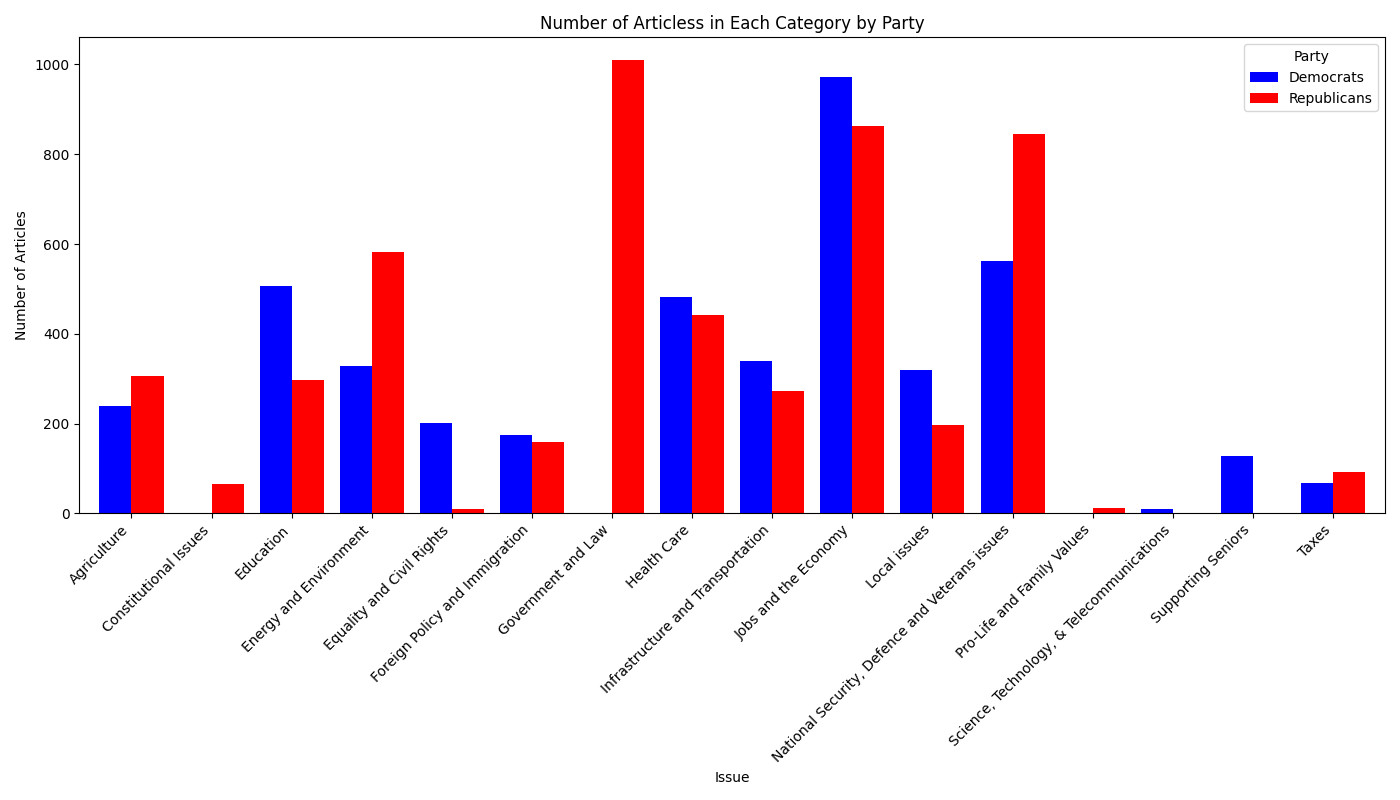 Number of Articless in Each Category by Party
Party
Democrats
Republicans
Number of Articles
1000
800
600
400
200
0
Agriculture
Constitutional Issues
Education
Energy and Environment
Equality and Civil Rights
Foreign Policy and Immigration
Government and Law
Health Care
Infrastructure and Transportation
Jobs and the Economy
Local issues
National Security, Defence and Veterans issues
Pro-Life and Family Values
Science, Technology, & Telecommunications
Supporting Seniors
Taxes
Issue